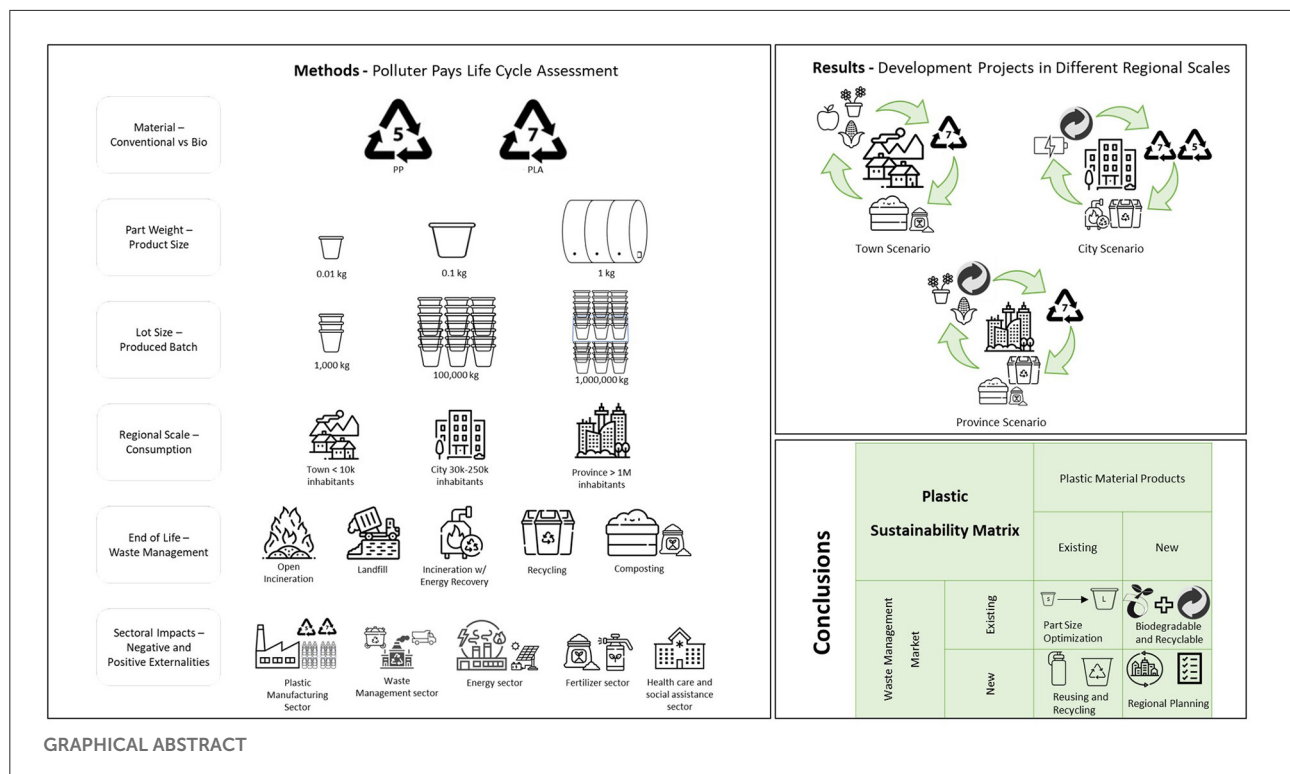 Methods - Polluter Pays Life Cycle Assessment
Material –
Conventional vs Bio
5
PP
7
PLA
Part Weight –
Product Size
0.01 kg
0.1 kg
1 kg
Lot Size –
Produced Batch
1,000 kg
100,000 kg
1,000,000 kg
Regional Scale –
Consumption
Town < 10k
inhabitants
City 30k-250k
inhabitants
Province > 1M
inhabitants
End of Life –
Waste Management
Open
Incineration
Landfill
Incineration w/
Energy Recovery
Recycling
Composting
Sectoral Impacts –
Negative and
Positive Externalities
5
7
Plastic
Manufacturing
Sector
Waste
Management sector
Energy sector
Fertilizer sector
Health care and
social assistance
sector
Results - Development Projects in Different Regional Scales
7
Town Scenario
7
5
City Scenario
7
Province Scenario
Conclusions
Plastic
Sustainability Matrix
Plastic Material Products
Existing
New
Waste Management
Market
Existing
S
L
Part Size
Optimization
Biodegradable
and Recyclable
New
Reusing and
Recycling
Regional Planning
GRAPHICAL ABSTRACT